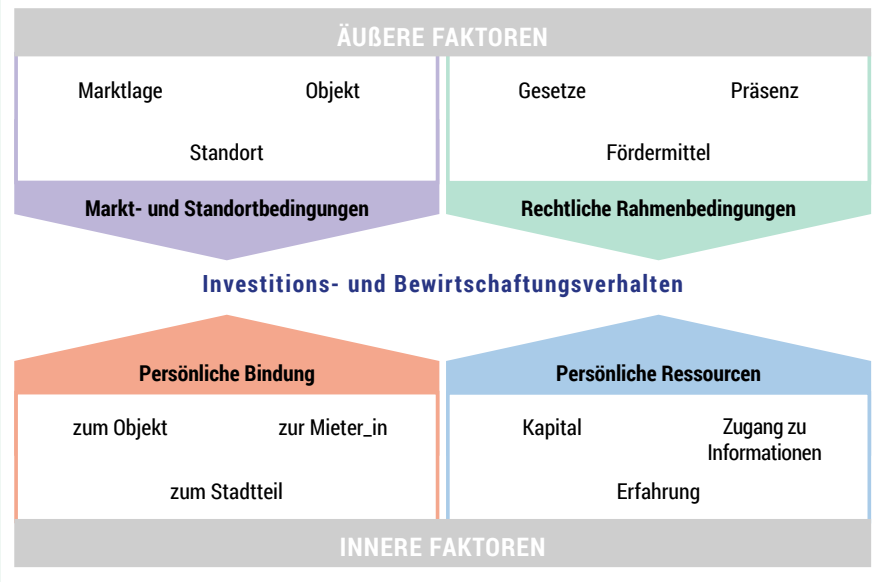 ÄUßERE FAKTOREN
Marktlage
Objekt
Standort
Markt- und Standortbedingungen
Gesetze
Präsenz
Fördermittel
Rechtliche Rahmenbedingungen
Investitions- und Bewirtschaftungsverhalten
Persönliche Bindung
zum Objekt
zur Mieter_in
zum Stadtteil
Persönliche Ressourcen
Kapital
Zugang zu
Informationen
Erfahrung
INNERE FAKTOREN